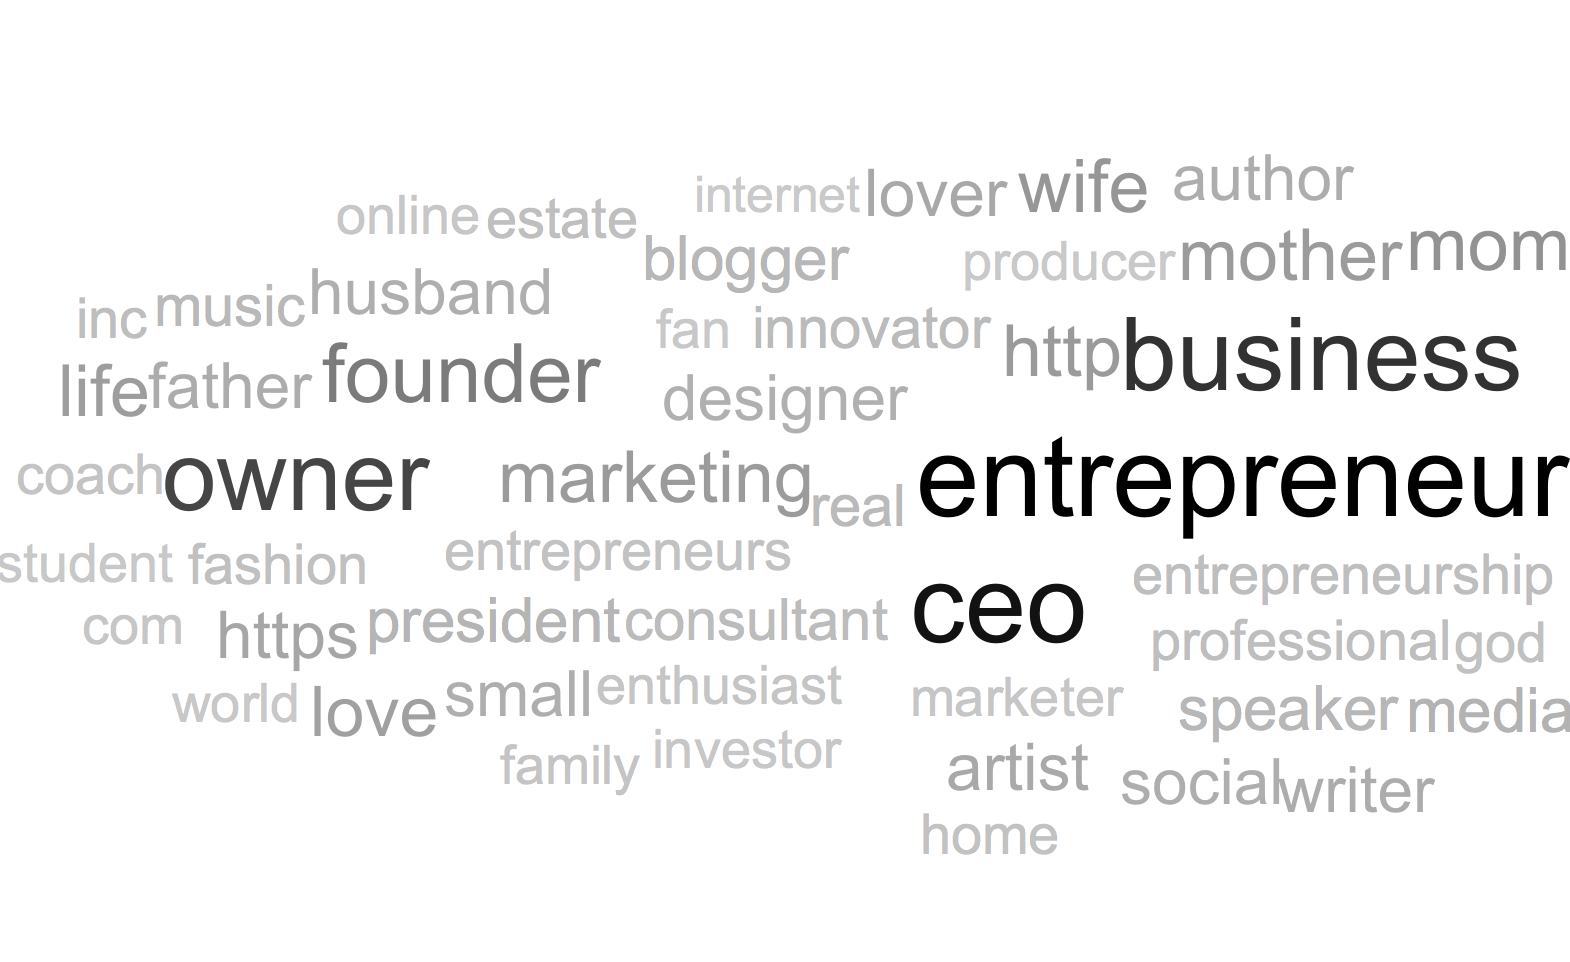 internet lover wife author
online estate
blogger producer mother mom
inc music husband
fan innovator http business
life father founder
designer
coach owner marketing real entrepreneur
student fashion entrepreneurs
ceo entrepreneurship
com https president consultant
professional god
world love small enthusiast marketer speaker media
family investor
artist social writer
home